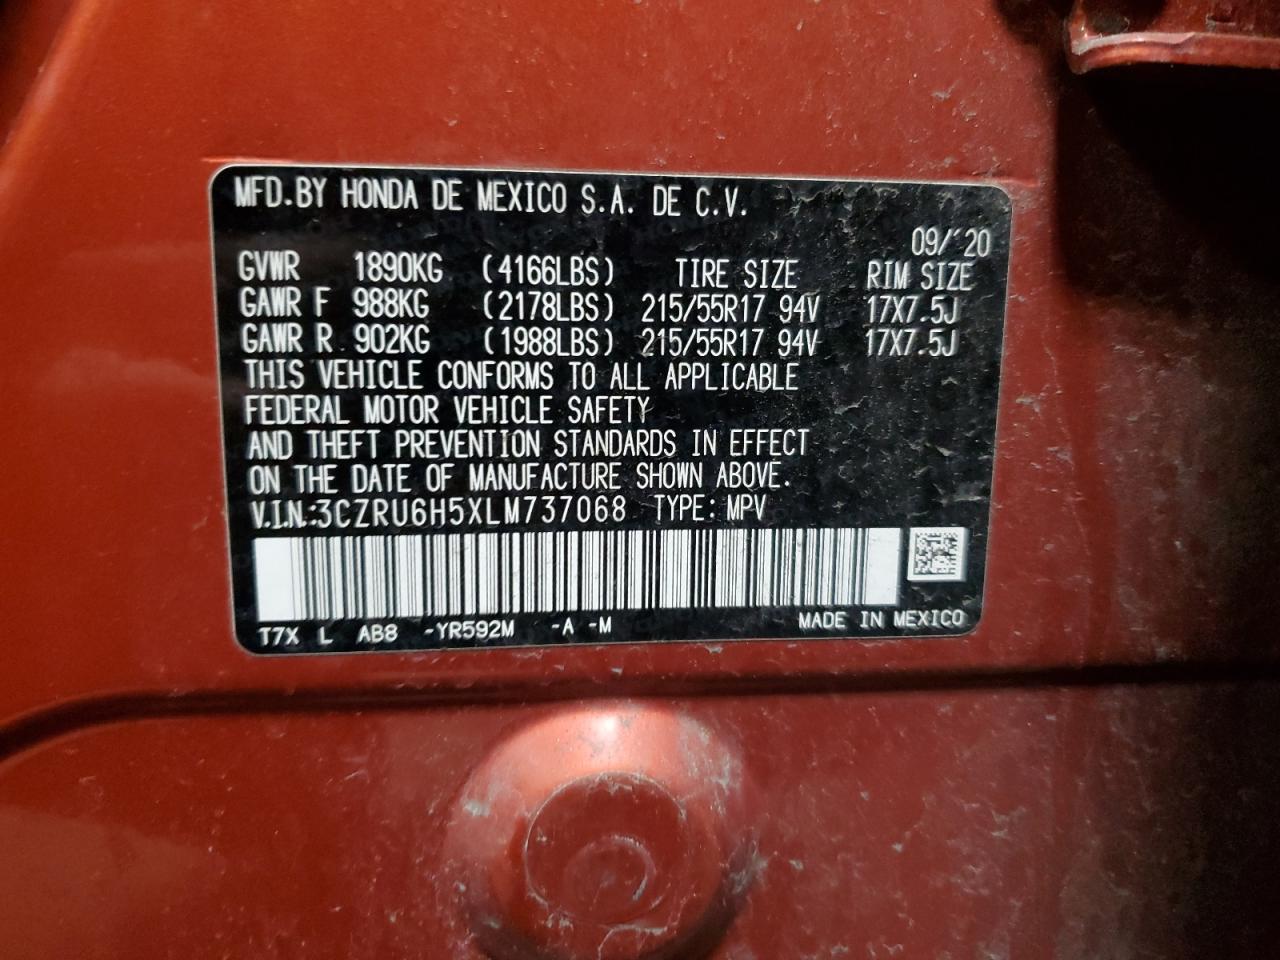 MFD.BY HONDA DE MEXICO S.A. DE C.V.
09/'20
GVWR 1890KG (4166LBS) TIRE SIZE RIM SIZE
GAWR F 988KG (2178LBS) 215/55R17 94V 17X7.5J
GAWR R 902KG (1988LBS) 215/55R17 94V 17X7.5J
THIS VEHICLE CONFORMS TO ALL APPLICABLE
FEDERAL MOTOR VEHICLE SAFETY
AND THEFT PREVENTION STANDARDS IN EFFECT
ON THE DATE OF MANUFACTURE SHOWN ABOVE.
V.I.N.:3CZRU6H5XLM737068 TYPE: MPV
T7X L AB8 -YR592M -A -M MADE IN MEXICO